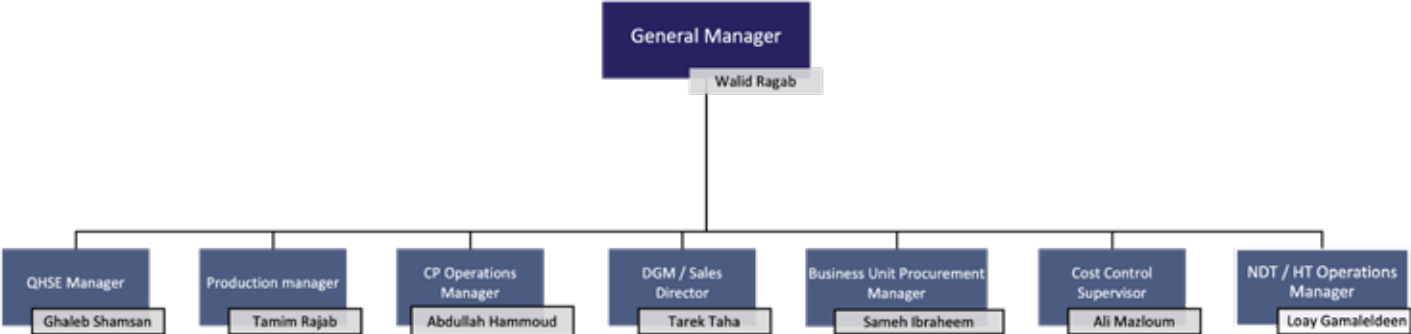 General Manager
Walid Ragab
QHSE Manager
Ghaleb Shamsan
Production manager
Tamim Rajab
CP Operations
Manager
Abdullah Hammoud
DGM / Sales
Director
Tarek Taha
Business Unit Procurement
Manager
Sameh Ibraheem
Cost Control
Supervisor
Ali Mazloum
NDT / HT Operations
Manager
Loay Gamaleldeen